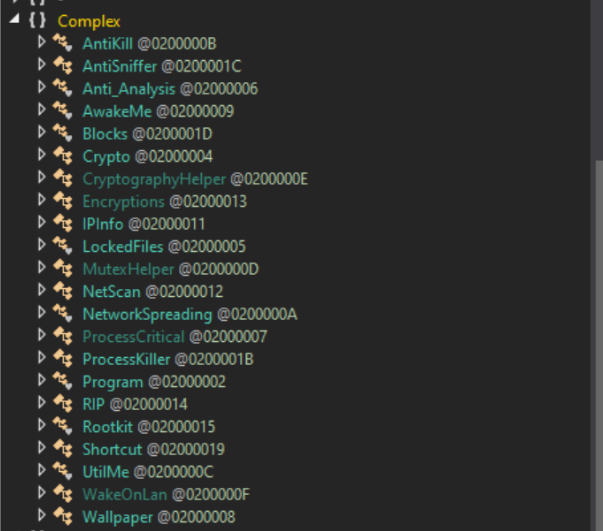 { } Complex
AntiKill @0200000B
AntiSniffer @0200001C
Anti_Analysis @02000006
AwakeMe @02000009
Blocks @0200001D
Crypto @02000004
CryptographyHelper @0200000E
Encryptions @02000013
IPInfo @02000011
LockedFiles @02000005
MutexHelper @0200000D
NetScan @02000012
NetworkSpreading @0200000A
ProcessCritical @02000007
ProcessKiller @0200001B
Program @02000002
RIP @02000014
Rootkit @02000015
Shortcut @02000019
UtilMe @0200000C
WakeOnLan @0200000F
Wallpaper @02000008